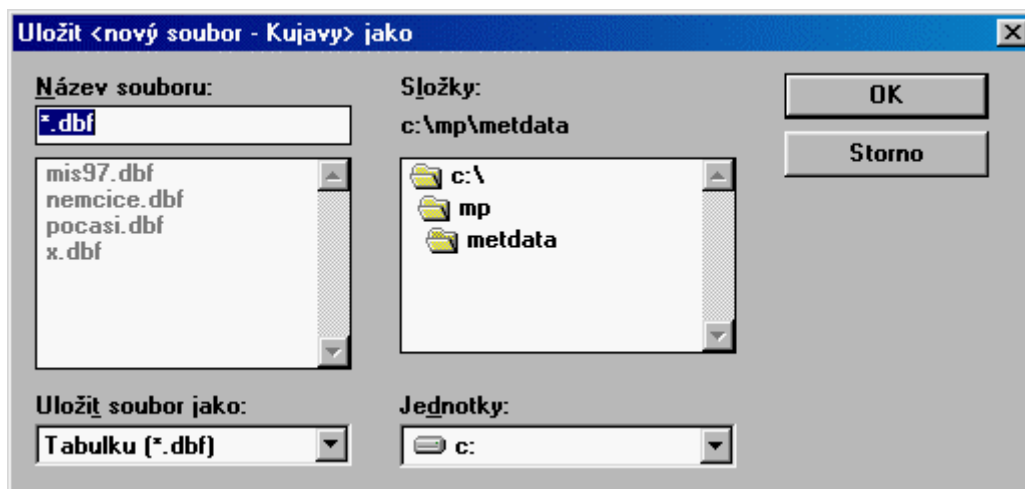 Uložit <nový soubor - Kujavy> jako
Název souboru:
*.dbf
mis97.dbf
nemcice.dbf
pocasi.dbf
x.dbf
Uložit soubor jako:
Tabulku (*.dbf)
Složky:
c:\mp\metdata
c:\
mp
metdata
Jednotky:
c:
OK
Storno